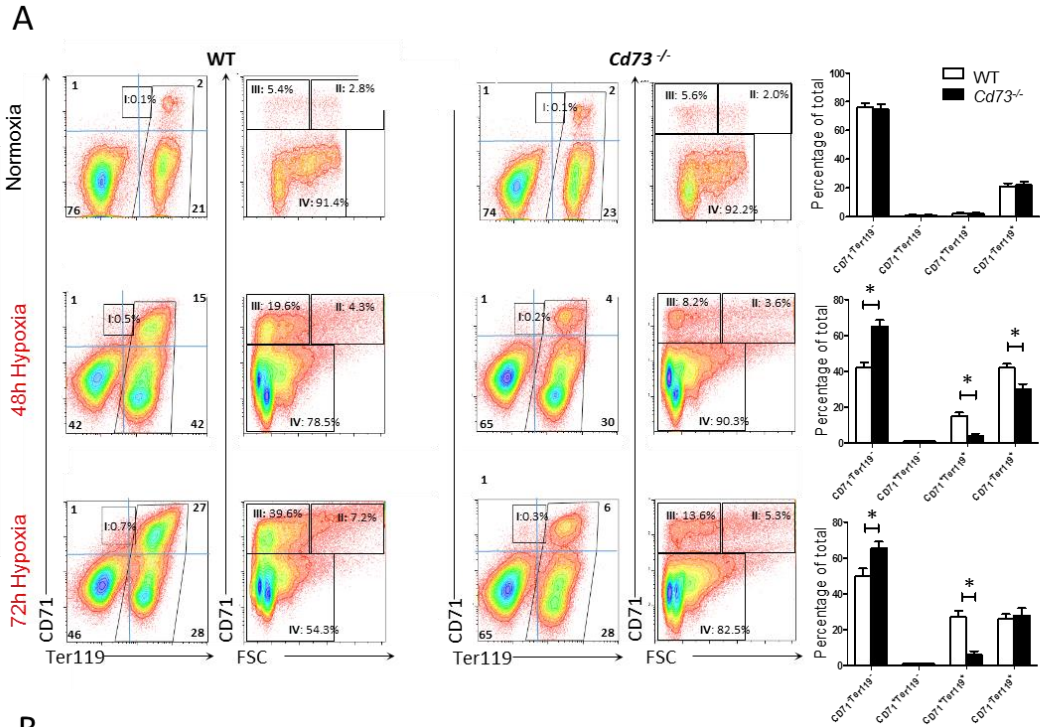 A
WT
Cd73 -/-
WT
Cd73-/-
Normoxia
1
2
I:0.1%
76
21
III: 5.4%
II: 2.8%
IV: 91.4%
1
2
I: 0.1%
74
23
III: 5.6%
II: 2.0%
IV: 92.2%
Percentage of total
80
60
40
20
0
CD71-Ter119-
CD71+Ter119-
CD71+Ter119+
CD71-Ter119+
48h Hypoxia
1
15
I:0.5%
42
42
III: 19.6%
II: 4.3%
IV: 78.5%
1
4
I:0.2%
65
30
III: 8.2%
II: 3.6%
IV: 90.3%
Percentage of total
80
60
40
20
0
*
*
*
CD71-Ter119-
CD71+Ter119-
CD71+Ter119+
CD71-Ter119+
72h Hypoxia
1
27
I:0.7%
46
28
III: 39.6%
II: 7.2%
IV: 54.3%
1
6
I:0.3%
65
28
III: 13.6%
II: 5.3%
IV: 82.5%
Percentage of total
80
60
40
20
0
*
*
CD71-Ter119-
CD71+Ter119-
CD71+Ter119+
CD71-Ter119+
CD71
CD71
CD71
CD71
Ter119
FSC
Ter119
FSC